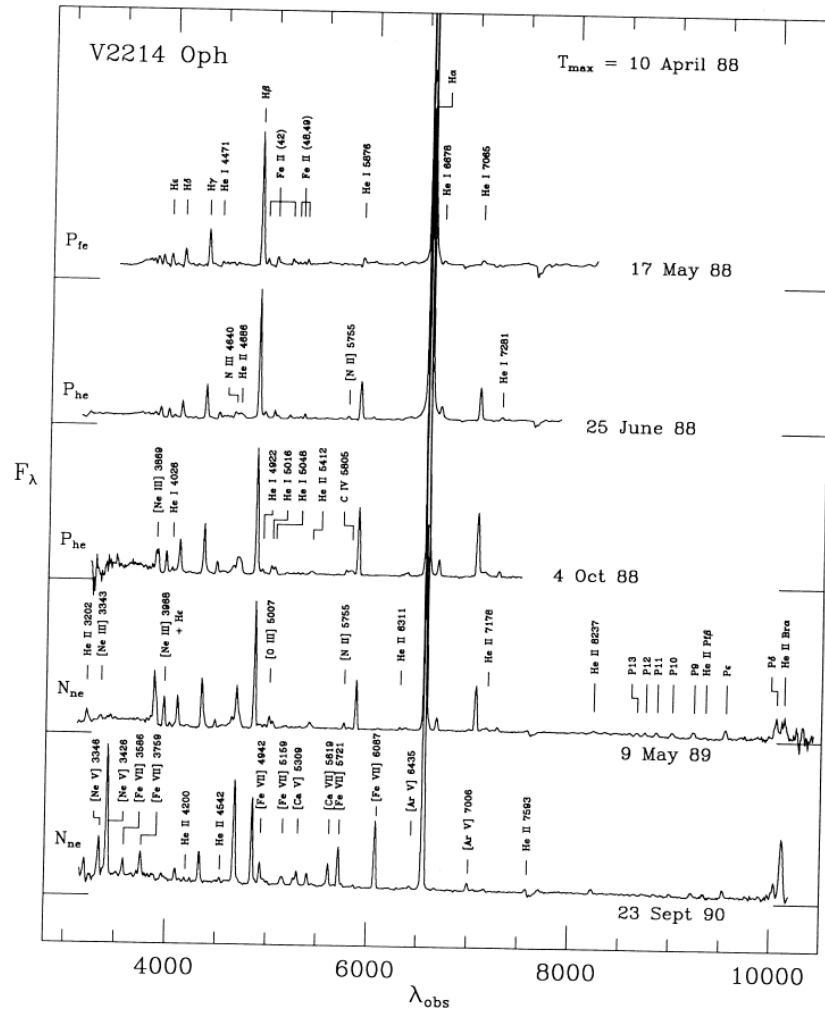 V2214 Oph
T_max = 10 April 88
Hα
Hβ
Hε
Hδ
Hγ
He I 4471
Fe II (42)
Fe II (48,49)
He I 5876
He I 6678
He I 7065
P_fe
17 May 88
N III 4640
He II 4686
[N II] 5755
He I 7281
P_he
25 June 88
F_λ
[Ne III] 3869
He I 4026
He I 4922
He I 5016
He I 5048
He II 5412
C IV 5805
P_he
4 Oct 88
He II 3202
[Ne III] 3343
[Ne III] 3968
+ Hε
[O III] 5007
[N II] 5755
He II 6311
He II 7178
He II 8237
P13
P12
P11
P10
P9
He II Pfβ
Pε
Pδ
He II Brα
N_ne
9 May 89
[Ne V] 3346
[Ne V] 3426
[Fe VII] 3586
[Fe VII] 3759
He II 4200
He II 4542
[Fe VII] 4942
[Fe VII] 5159
[Ca V] 5309
[Ca VII] 5619
[Fe VII] 5721
[Fe VII] 6087
[Ar V] 6435
[Ar V] 7006
He II 7593
N_ne
23 Sept 90
4000
6000
8000
10000
λ_obs